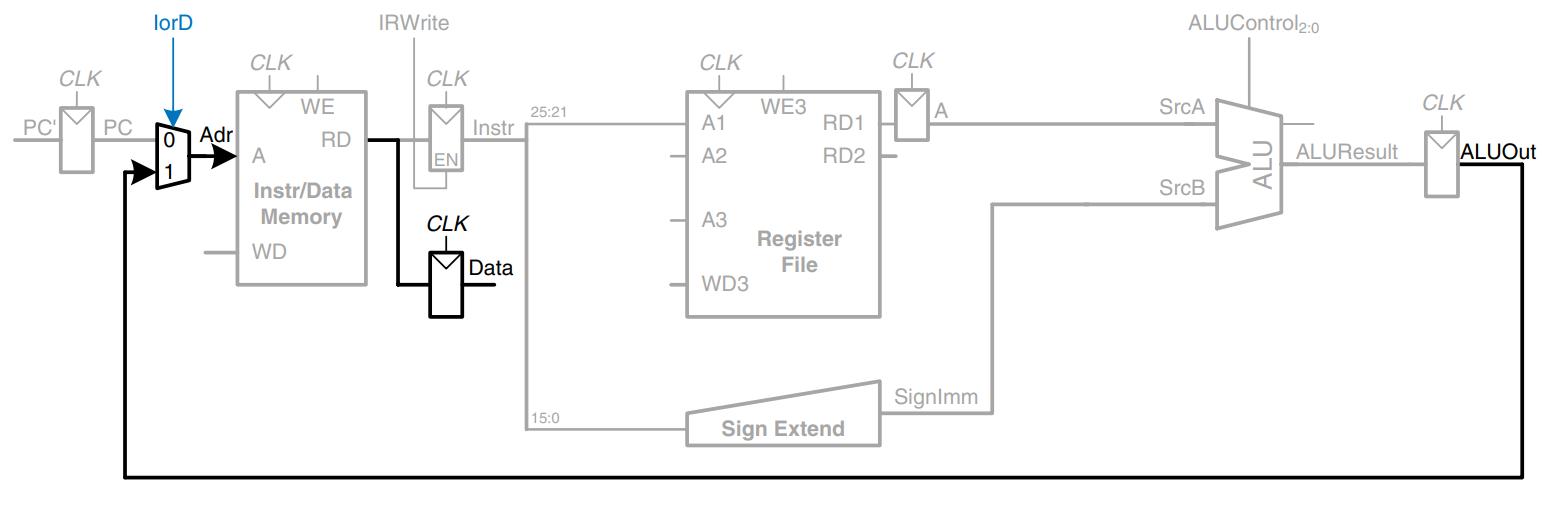 IorD
IRWrite
ALUControl2:0
CLK
CLK
CLK
CLK
CLK
CLK
PC'
PC
0
1
Adr
WE
RD
A
Instr/Data
Memory
WD
EN
Instr
CLK
Data
25:21
A1
A2
A3
WD3
WE3
RD1
RD2
Register
File
A
SrcA
SrcB
ALU
ALUResult
ALUOut
15:0
Sign Extend
SignImm